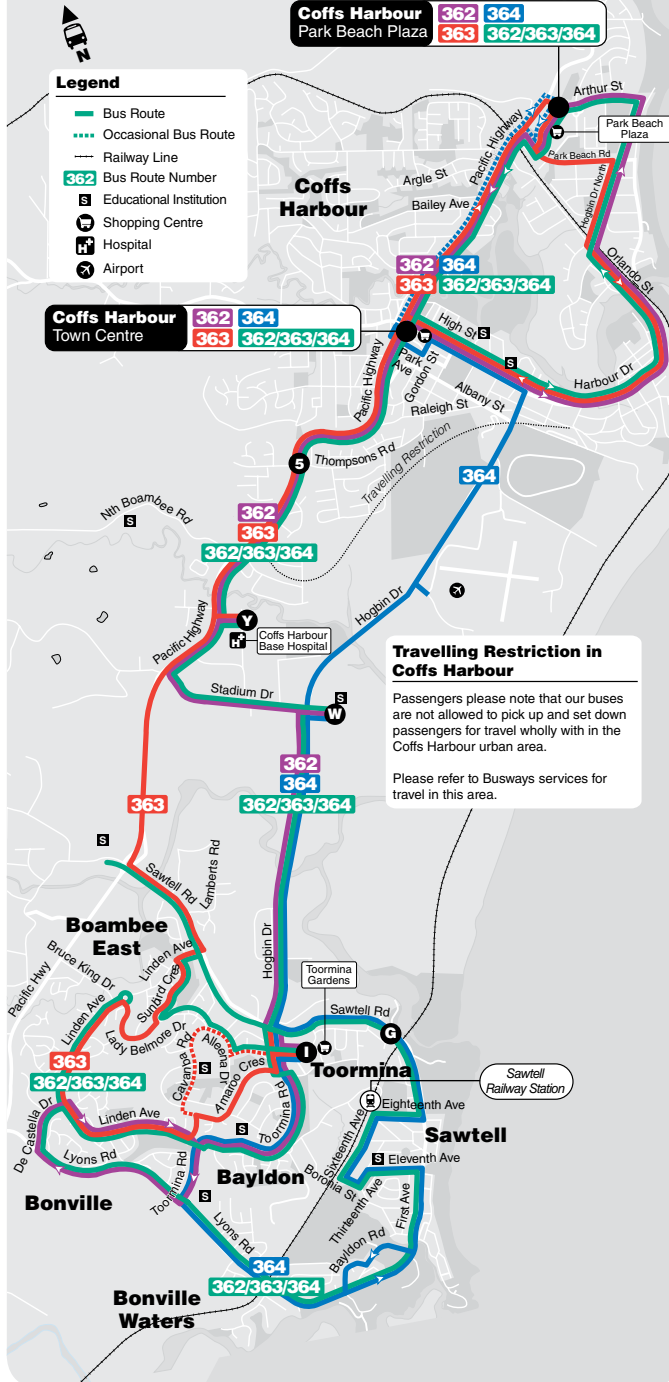 N
Coffs Harbour
Park Beach Plaza
362 364
363 362/363/364
Legend
Bus Route
Occasional Bus Route
Railway Line
362 Bus Route Number
S Educational Institution
Shopping Centre
H Hospital
Airport
Arthur St
Park Beach
Plaza
Park Beach Rd
Pacific Highway
Argle St
Bailey Ave
Coffs
Harbour
Hogbin Dr North
Orlando St
362 364
363 362/363/364
Coffs Harbour
Town Centre
362 364
363 362/363/364
High St
S
S
Park Ave
Gordon St
Harbour Dr
Albany St
Raleigh St
Pacific Highway
5
Thompsons Rd
Travelling Restriction
364
Nth Boambee Rd
S
362
363
362/363/364
Hogbin Dr
Y
H
Coffs Harbour
Base Hospital
Pacific Highway
Stadium Dr
S
W
Travelling Restriction in
Coffs Harbour
Passengers please note that our buses
are not allowed to pick up and set down
passengers for travel wholly with in the
Coffs Harbour urban area.
Please refer to Busways services for
travel in this area.
362
364
362/363/364
363
S
Sawtell Rd
Lamberts Rd
Boambee
East
Linden Ave
Hogbin Dr
Bruce King Dr
Pacific Hwy
Sunbird Cres
Linden Ave
Lady Belmore Dr
Toormina
Gardens
Sawtell Rd
G
I
Toormina
Alleena Dr
Cavanba Rd
S
Amaroo Cres
Sawtell
Railway Station
363
362/363/364
Linden Ave
S
Toormina Rd
Eighteenth Ave
Sawtell
De Castella Dr
Lyons Rd
Toormina Rd
Bayldon
Sixteenth Ave
S
Eleventh Ave
Boronia St
Bonville
S
Thirteenth Ave
First Ave
Lyons Rd
Bayldon Rd
364
362/363/364
Bonville
Waters